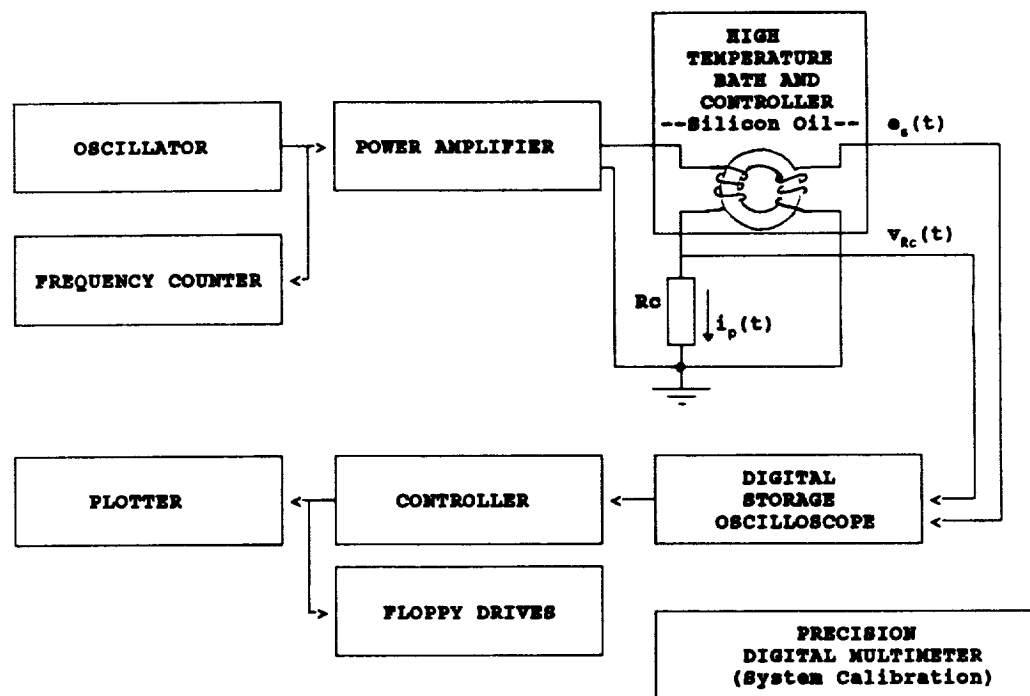 HIGH
TEMPERATURE
BATH AND
CONTROLLER
--Silicon Oil--
e_s(t)
OSCILLATOR
POWER AMPLIFIER
v_Rc(t)
FREQUENCY COUNTER
Rc
i_p(t)
PLOTTER
CONTROLLER
DIGITAL
STORAGE
OSCILLOSCOPE
FLOPPY DRIVES
PRECISION
DIGITAL MULTIMETER
(System Calibration)